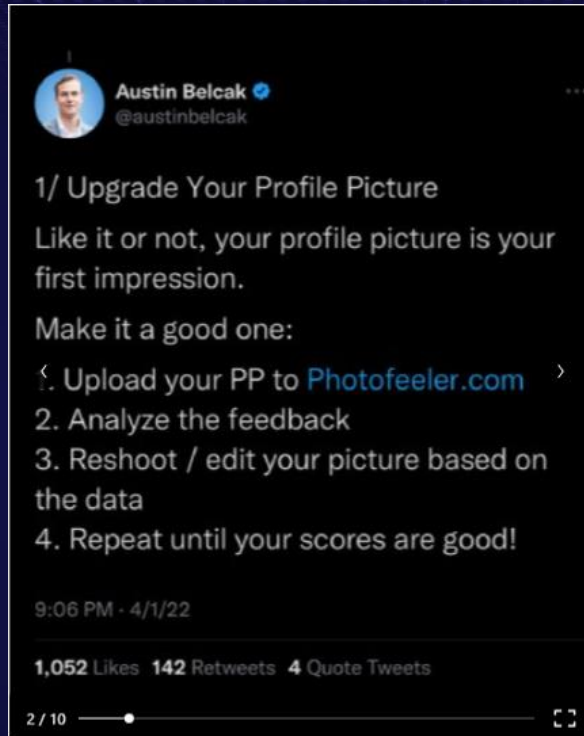 Austin Belcak
@austinbelcak
1/ Upgrade Your Profile Picture
Like it or not, your profile picture is your
first impression.
Make it a good one:
1. Upload your PP to Photofeeler.com
2. Analyze the feedback
3. Reshoot / edit your picture based on
the data
4. Repeat until your scores are good!
9:06 PM · 4/1/22
1,052 Likes 142 Retweets 4 Quote Tweets
2 / 10